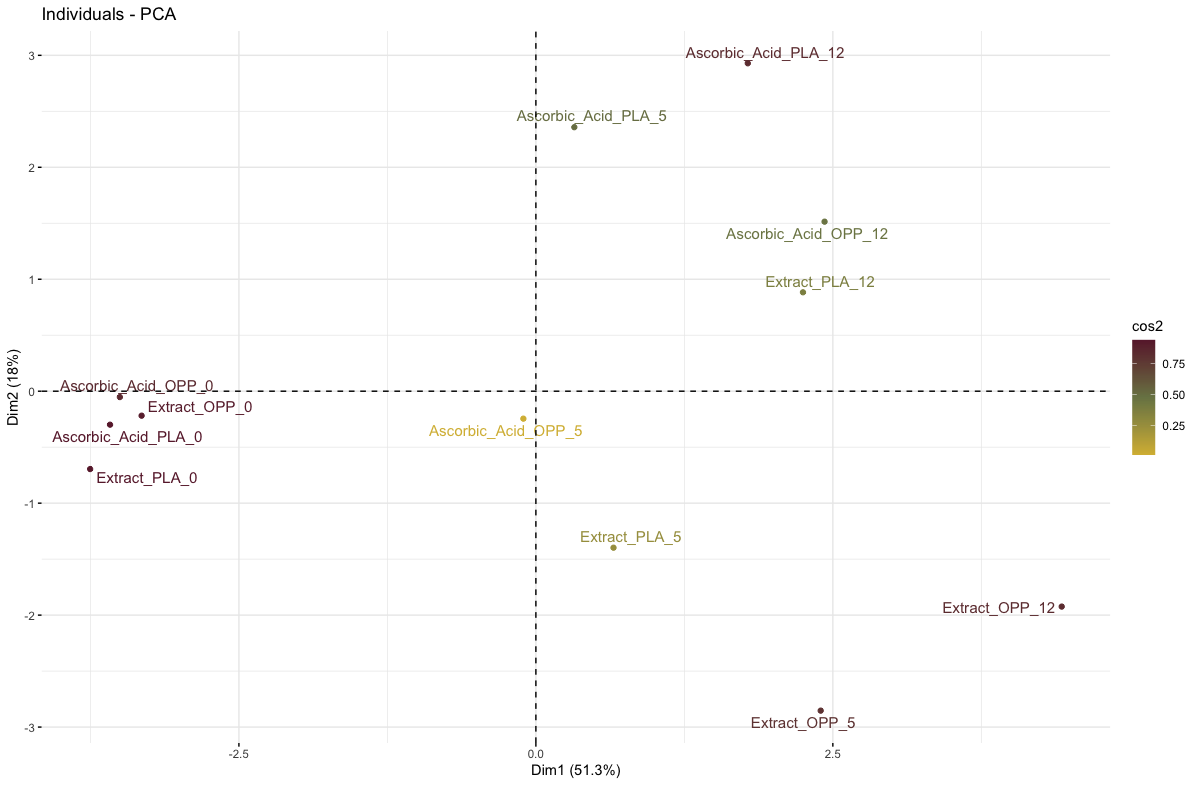 Individuals - PCA
Ascorbic_Acid_PLA_12
Ascorbic_Acid_PLA_5
Ascorbic_Acid_OPP_12
Extract_PLA_12
Ascorbic_Acid_OPP_0
Extract_OPP_0
Ascorbic_Acid_PLA_0
Extract_PLA_0
Ascorbic_Acid_OPP_5
Extract_PLA_5
Extract_OPP_12
Extract_OPP_5
3
2
1
0
-1
-2
-3
Dim2 (18%)
-2.5
0.0
2.5
Dim1 (51.3%)
cos2
0.75
0.50
0.25